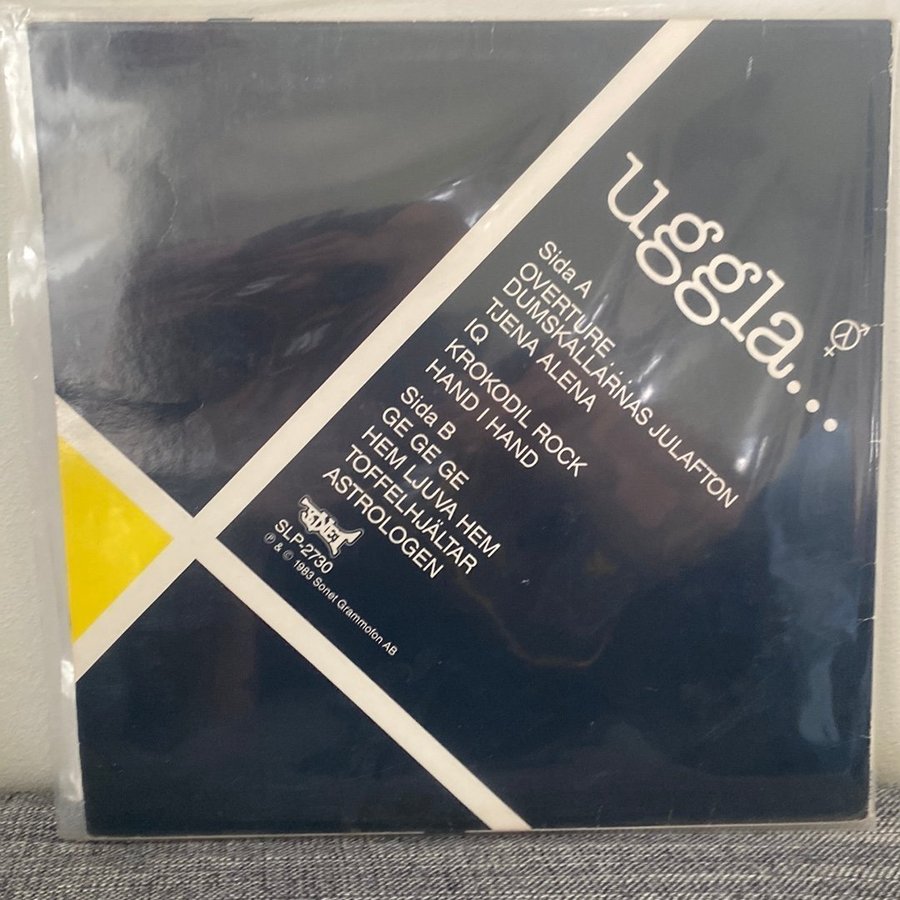 uggla...
Sida A
OVERTURE
DUMSKALLARNAS JULAFTON
TJENA ALENA
IQ
KROKODIL ROCK
HAND I HAND
Sida B
GE GE GE
HEM LJUVA HEM
TOFFELHJÄLTAR
ASTROLOGEN
SONET
SLP-2730
℗ & © 1983 Sonet Grammofon AB